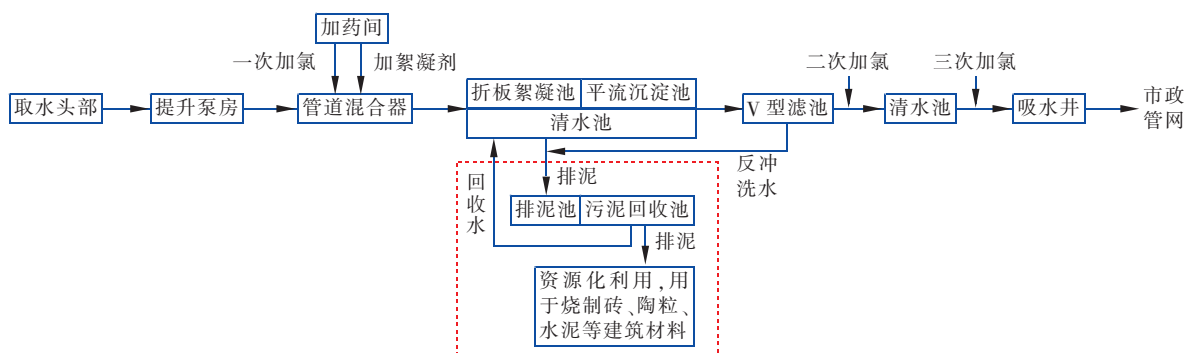 加药间
一次加氯
加絮凝剂
二次加氯
三次加氯
取水头部
提升泵房
管道混合器
折板絮凝池
平流沉淀池
清水池
V型滤池
清水池
吸水井
市政
管网
反冲
洗水
排泥
回
收
水
排泥池
污泥回收池
排泥
资源化利用,用
于烧制砖、陶粒、
水泥等建筑材料